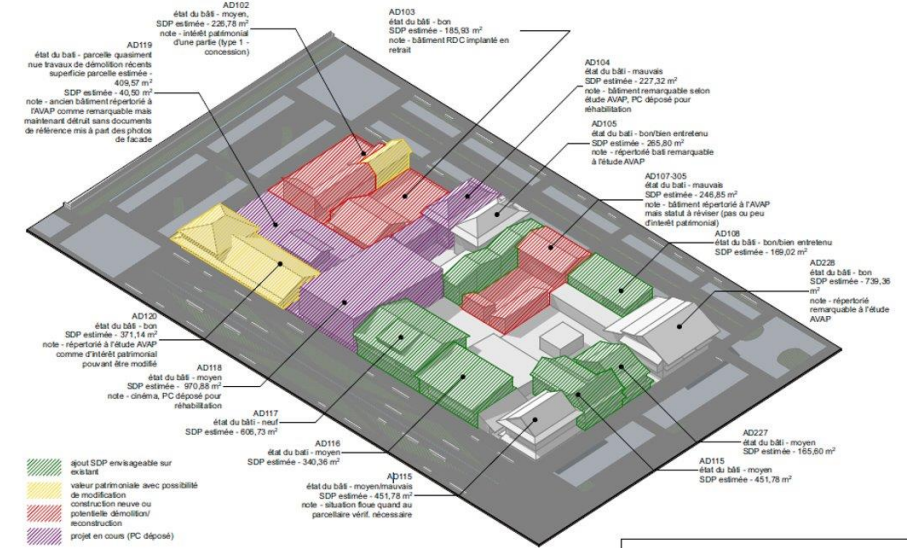 AD102
état du bâti - moyen,
SDP estimée - 226,78 m²
note - intérêt patrimonial
d'une partie (type 1 -
concession)
AD103
état du bâti - bon
SDP estimée - 185,93 m²
note - bâtiment RDC implanté en
retrait
AD119
état du bati - parcelle quasiment
nue travaux de démolition récents
superficie parcelle estimée -
409,57 m²
SDP estimée - 40,50 m²
note - ancien bâtiment répertorié à
l'AVAP comme remarquable mais
maintenant détruit sans documents
de référence mis à part des photos
de facade
AD104
état du bâti - mauvais
SDP estimée - 227,32 m²
note - bâtiment remarquable selon
étude AVAP, PC déposé pour
réhabilitation
AD105
état du bati - bon/bien entretenu
SDP estimée - 265,80 m²
note - répertorié bati remarquable
à l'étude AVAP
AD107-305
état du bati - mauvais
SDP estimée - 246,85 m²
note - bâtiment répertorié à l'AVAP
mais statut à réviser (pas ou peu
d'interêt patrimonial)
AD108
état du bâti - bon/bien entretenu
SDP estimée - 169,02 m²
AD228
état du bâti - bon
SDP estimée - 739,36
m²
note - répertorié
remarquable à l'étude
AVAP
AD120
état du bâti - bon
SDP estimée - 371,14 m²
note - répertorié à l'étude AVAP
comme d'intérêt patrimonial
pouvant être modifié
AD118
état du bâti - moyen
SDP estimée - 970,88 m²
note - cinéma, PC déposé pour
réhabilitation
AD117
état du bâti - neuf
SDP estimée - 606,73 m²
AD116
état du bati - moyen
SDP estimée - 340,36 m²
AD115
état du bâti - moyen/mauvais
SDP estimée - 451,78 m²
note - situation floue quand au
parcellaire vérif. nécessaire
AD227
état du bâti - moyen
SDP estimée - 165,60 m²
AD115
état du bâti - moyen
SDP estimée - 451,78 m²
ajout SDP envisageable sur
existant
valeur patrimoniale avec possibilité
de modification
construction neuve ou
potentielle démolition/
reconstruction
projet en cours (PC déposé)